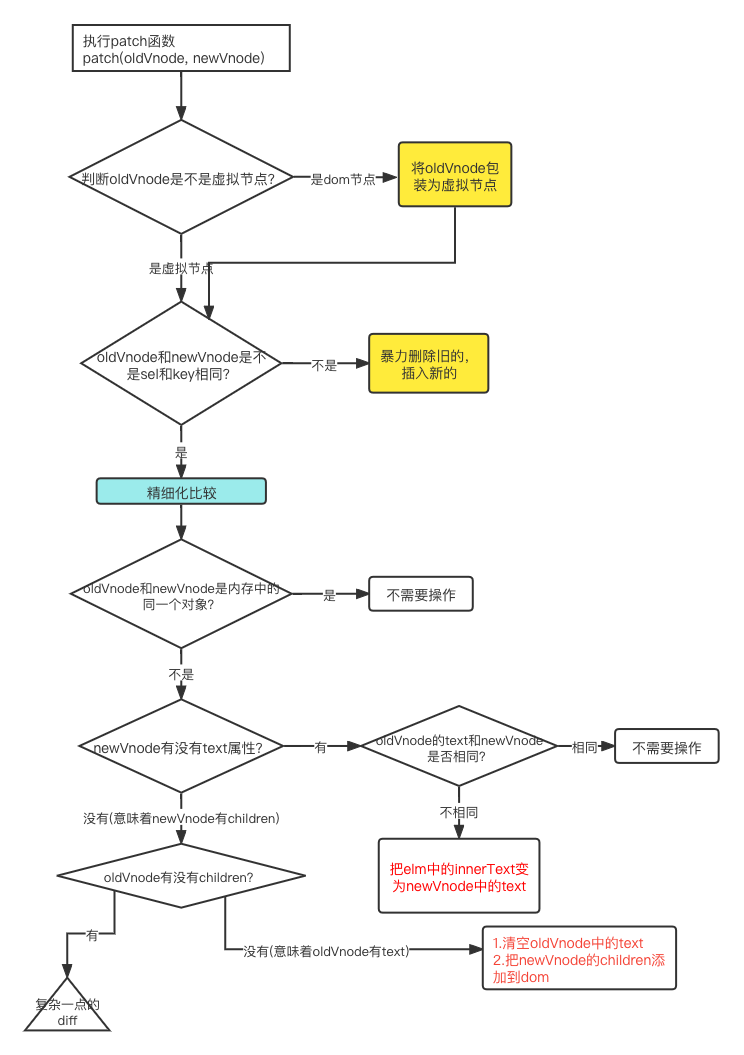 执行patch函数
patch(oldVnode, newVnode)
判断oldVnode是不是虚拟节点?
是dom节点
将oldVnode包
装为虚拟节点
是虚拟节点
oldVnode和newVnode是不
是sel和key相同?
不是
暴力删除旧的,
插入新的
是
精细化比较
oldVnode和newVnode是内存中的
同一个对象?
是
不需要操作
不是
newVnode有没有text属性?
有
oldVnode的text和newVnode
是否相同?
相同
不需要操作
不相同
没有(意味着newVnode有children)
把elm中的innerText变
为newVnode中的text
oldVnode有没有children?
有
没有(意味着oldVnode有text)
1.清空oldVnode中的text
2.把newVnode的children添
加到dom
复杂一点的
diff